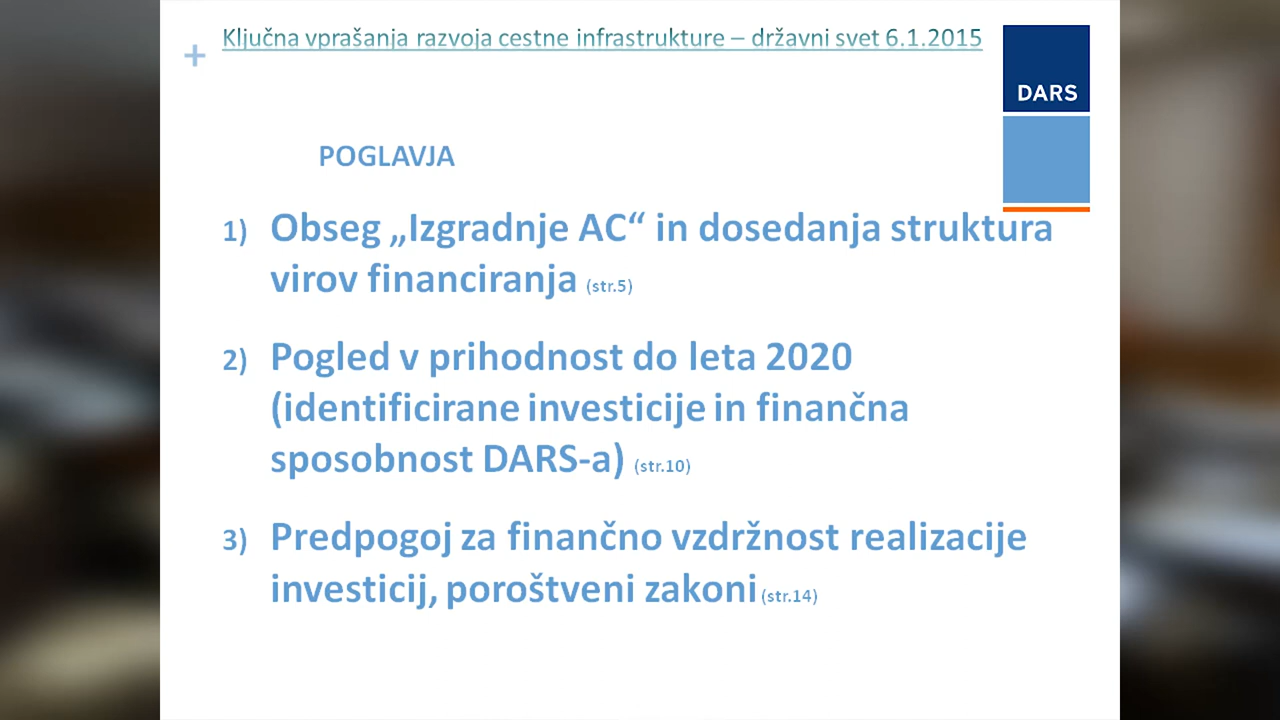 Ključna vprašanja razvoja cestne infrastrukture – državni svet 6.1.2015
+
DARS
POGLAVJA
1) Obseg „Izgradnje AC“ in dosedanja struktura
virov financiranja (str.5)
2) Pogled v prihodnost do leta 2020
(identificirane investicije in finančna
sposobnost DARS-a) (str.10)
3) Predpogoj za finančno vzdržnost realizacije
investicij, poroštveni zakoni (str.14)